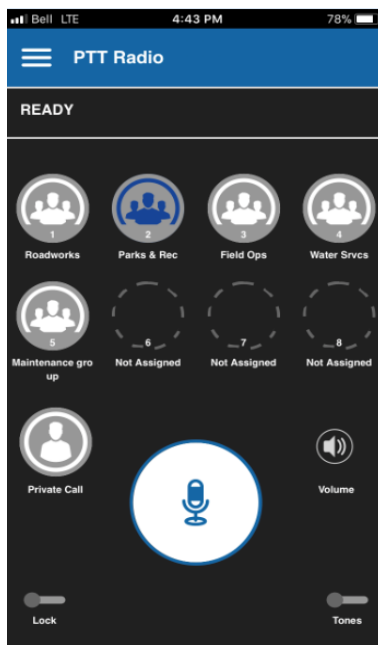 Bell LTE 4:43 PM 78%
PTT Radio
READY
1 2 3 4
Roadworks Parks & Rec Field Ops Water Srvcs
5 6 7 8
Maintenance gro Not Assigned Not Assigned Not Assigned
up
Private Call Volume
Lock Tones